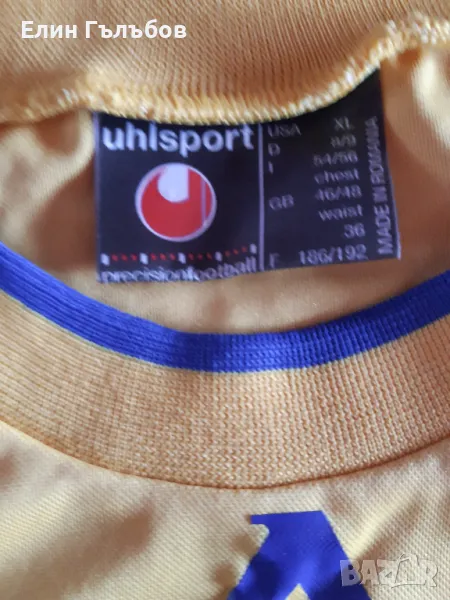 Елин Гълъбов
uhlsport
precisionfootball
USA XL
D 8/9
I 54/56
chest
GB 46/48
waist
36
F 186/192
MADE IN ROMANIA
BAZAR